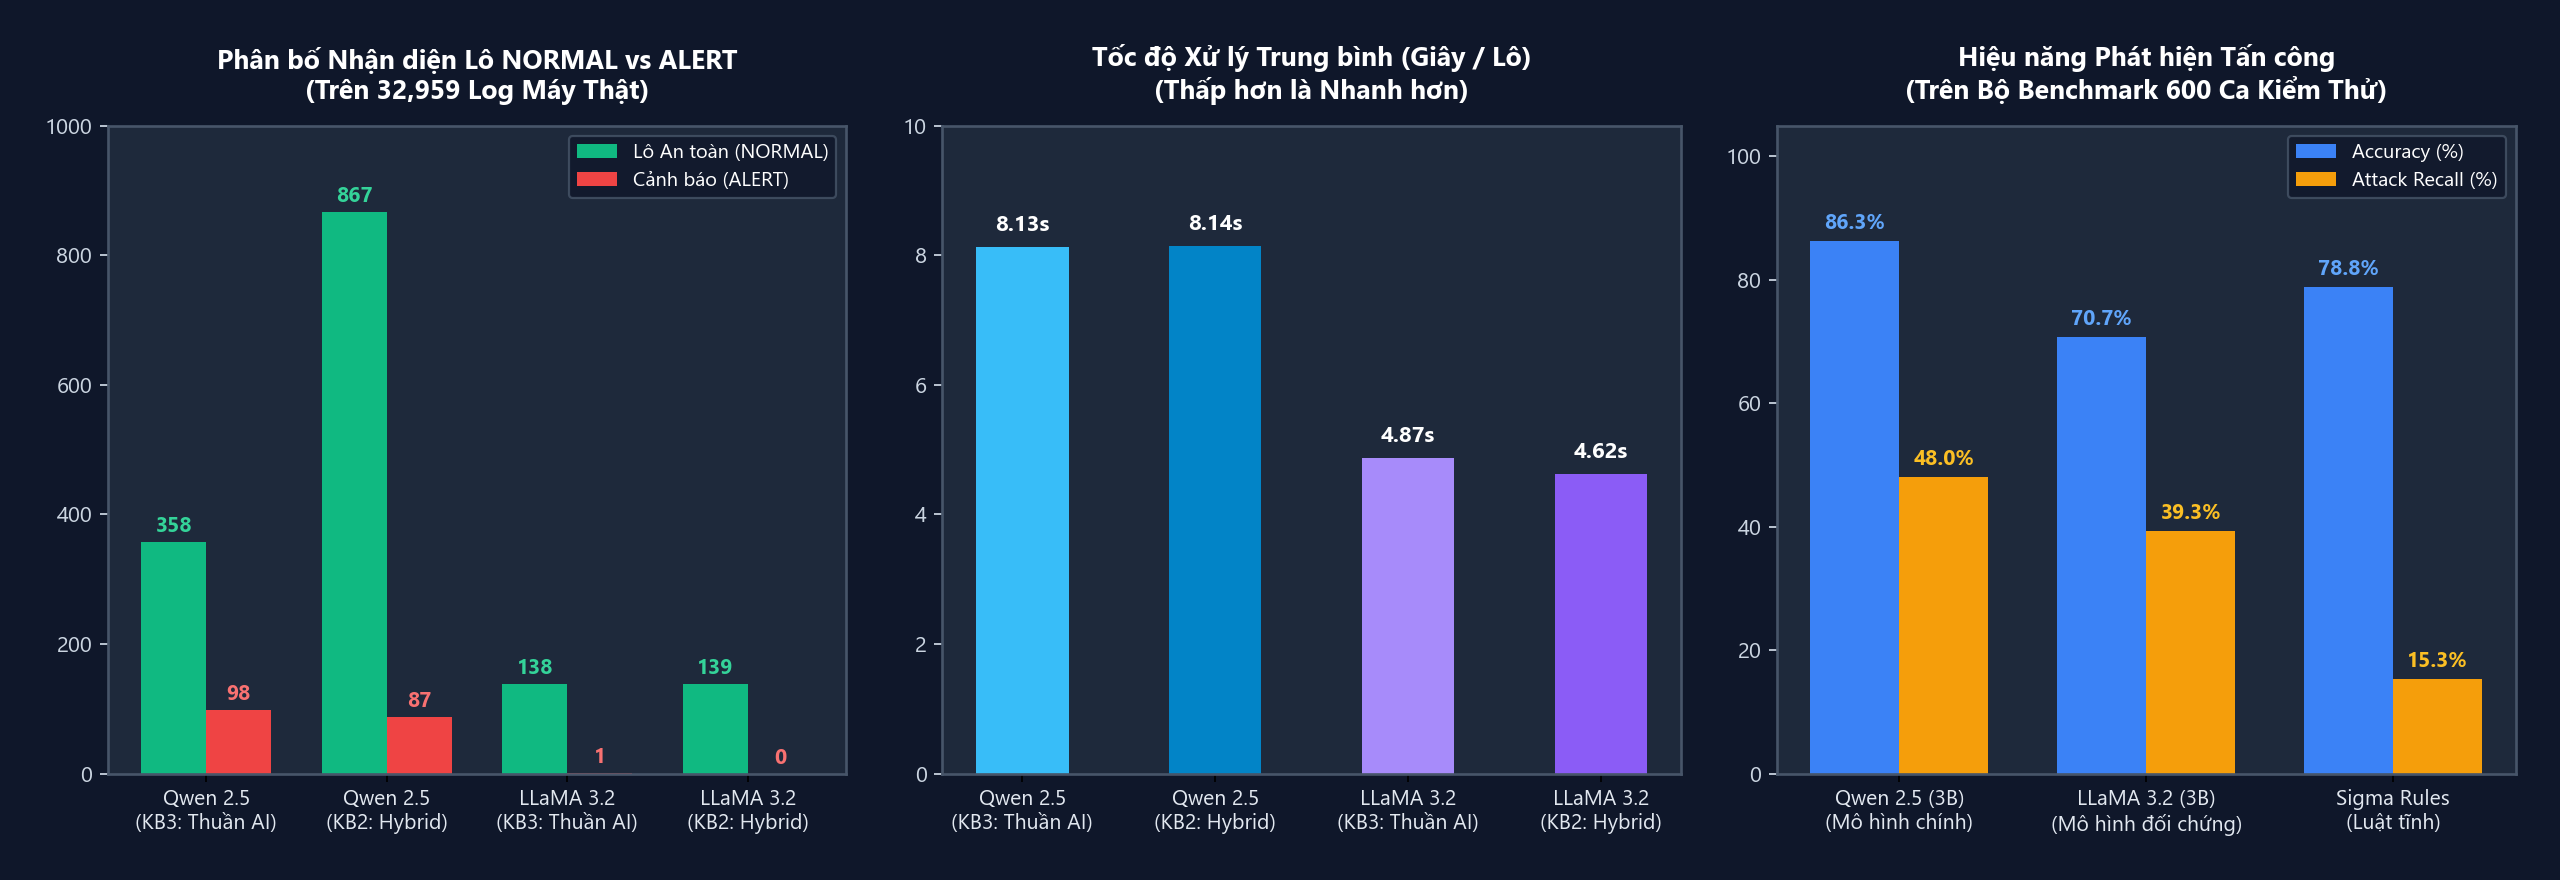 Phân bố Nhận diện Lô NORMAL vs ALERT
(Trên 32,959 Log Máy Thật)
1000
800
600
400
200
0
Lô An toàn (NORMAL)
Cảnh báo (ALERT)
358
98
867
87
138
1
139
0
Qwen 2.5
(KB3: Thuần AI)
Qwen 2.5
(KB2: Hybrid)
LLaMA 3.2
(KB3: Thuần AI)
LLaMA 3.2
(KB2: Hybrid)
Tốc độ Xử lý Trung bình (Giây / Lô)
(Thấp hơn là Nhanh hơn)
10
8
6
4
2
0
8.13s
8.14s
4.87s
4.62s
Qwen 2.5
(KB3: Thuần AI)
Qwen 2.5
(KB2: Hybrid)
LLaMA 3.2
(KB3: Thuần AI)
LLaMA 3.2
(KB2: Hybrid)
Hiệu năng Phát hiện Tấn công
(Trên Bộ Benchmark 600 Ca Kiểm Thử)
100
80
60
40
20
0
Accuracy (%)
Attack Recall (%)
86.3%
48.0%
70.7%
39.3%
78.8%
15.3%
Qwen 2.5 (3B)
(Mô hình chính)
LLaMA 3.2 (3B)
(Mô hình đối chứng)
Sigma Rules
(Luật tĩnh)